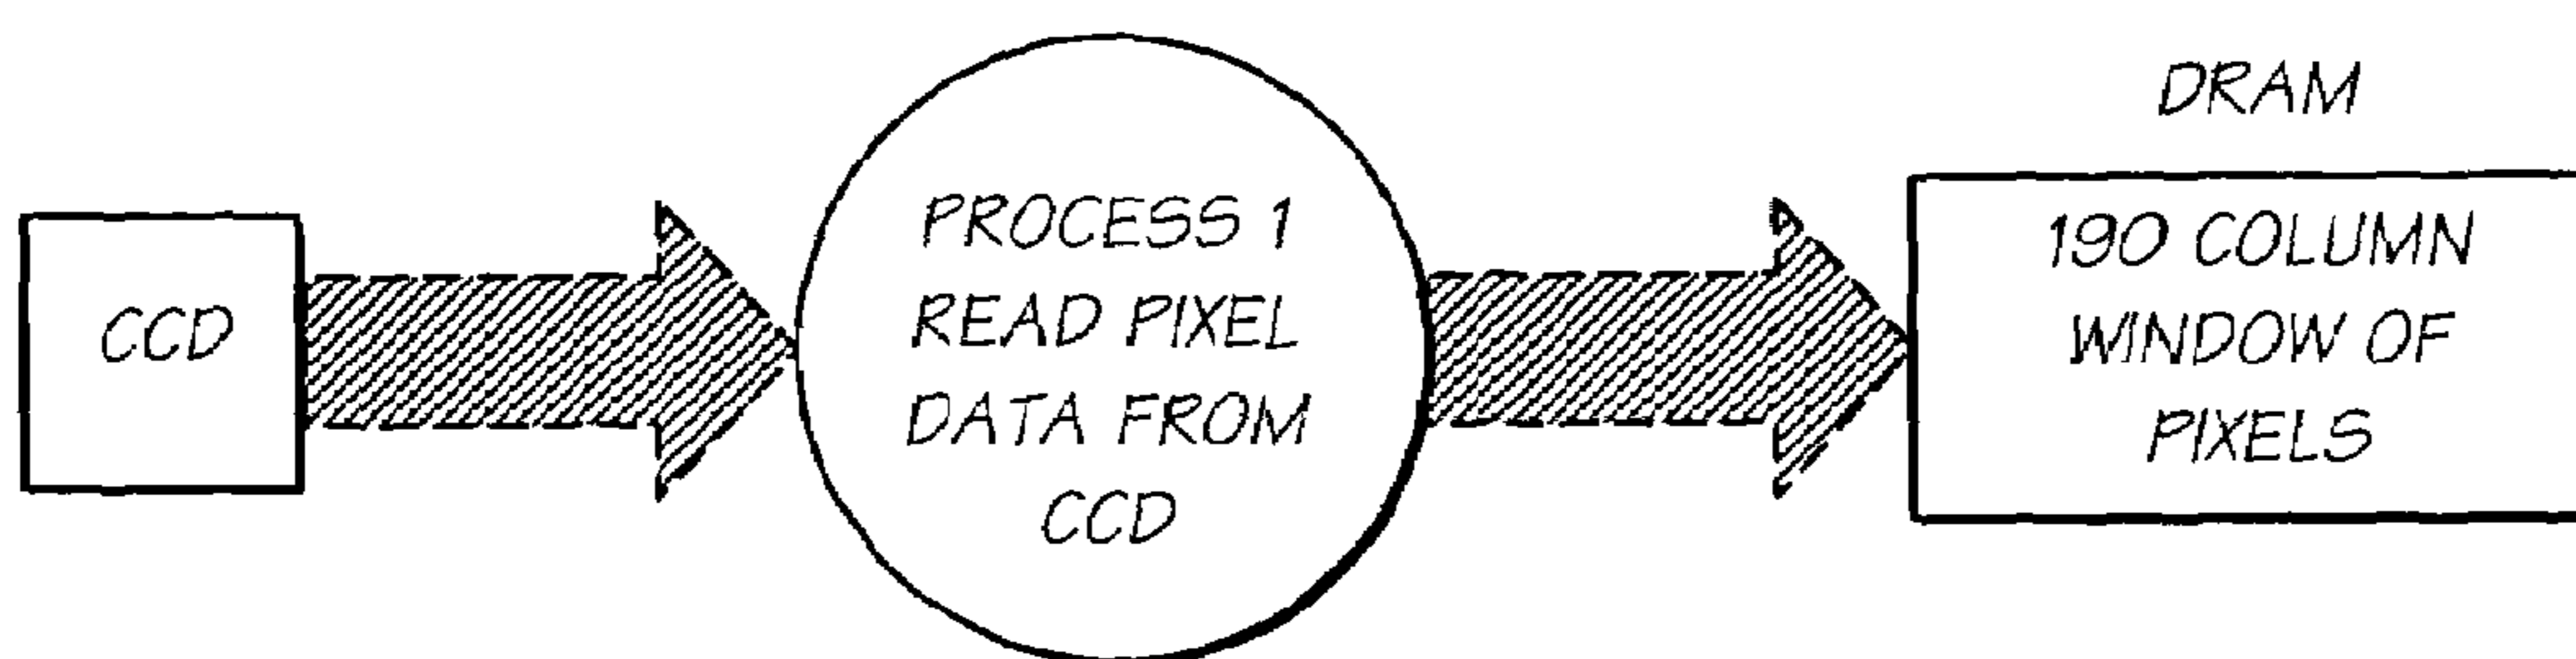 CCD
PROCESS 1
READ PIXEL
DATA FROM
CCD
DRAM
190 COLUMN
WINDOW OF
PIXELS